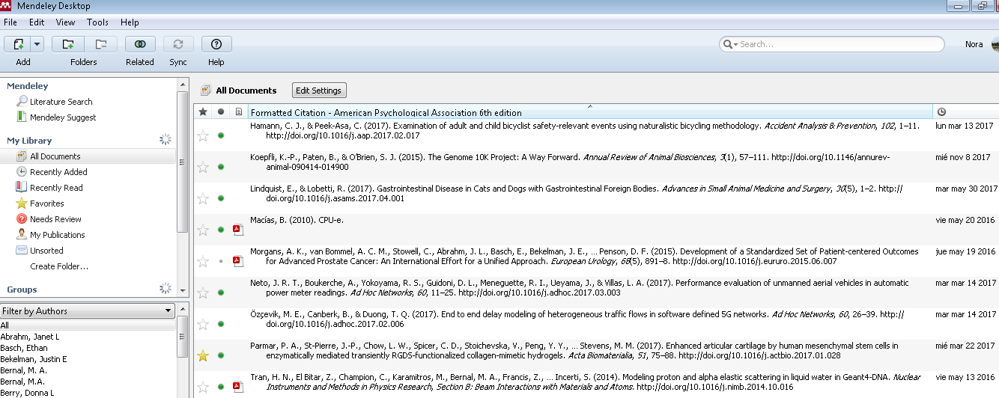 Mendeley Desktop
File Edit View Tools Help
Add Folders Related Sync Help
Search...
Nora
Mendeley
Literature Search
Mendeley Suggest
My Library
All Documents
Recently Added
Recently Read
Favorites
Needs Review
My Publications
Unsorted
Create Folder...
Groups
Filter by Authors
All
Abrahm, Janet L
Basch, Ethan
Bekelman, Justin E
Bernal, M. A.
Bernal, M.A.
Berry, Donna L
All Documents Edit Settings
Formatted Citation - American Psychological Association 6th edition
Hamann, C. J., & Peek-Asa, C. (2017). Examination of adult and child bicyclist safety-relevant events using naturalistic bicycling methodology. Accident Analysis & Prevention, 102, 1–11. lun mar 13 2017
http://doi.org/10.1016/j.aap.2017.02.017
Koepfli, K.-P., Paten, B., & O'Brien, S. J. (2015). The Genome 10K Project: A Way Forward. Annual Review of Animal Biosciences, 3(1), 57–111. http://doi.org/10.1146/annurev- mié nov 8 2017
animal-090414-014900
Lindquist, E., & Lobetti, R. (2017). Gastrointestinal Disease in Cats and Dogs with Gastrointestinal Foreign Bodies. Advances in Small Animal Medicine and Surgery, 30(5), 1–2. http:// mar may 30 2017
doi.org/10.1016/j.asams.2017.04.001
Macías, B. (2010). CPU-e. vie may 20 2016
Morgans, A. K., van Bommel, A. C. M., Stowell, C., Abrahm, J. L., Basch, E., Bekelman, J. E., … Penson, D. F. (2015). Development of a Standardized Set of Patient-centered Outcomes jue may 19 2016
for Advanced Prostate Cancer: An International Effort for a Unified Approach. European Urology, 68(5), 891–8. http://doi.org/10.1016/j.eururo.2015.06.007
Neto, J. R. T., Boukerche, A., Yokoyama, R. S., Guidoni, D. L., Meneguette, R. I., Ueyama, J., & Villas, L. A. (2017). Performance evaluation of unmanned aerial vehicles in automatic mar mar 14 2017
power meter readings. Ad Hoc Networks, 60, 11–25. http://doi.org/10.1016/j.adhoc.2017.03.003
Özçevik, M. E., Canberk, B., & Duong, T. Q. (2017). End to end delay modeling of heterogeneous traffic flows in software defined 5G networks. Ad Hoc Networks, 60, 26–39. http:// mar mar 14 2017
doi.org/10.1016/j.adhoc.2017.02.006
Parmar, P. A., St-Pierre, J.-P., Chow, L. W., Spicer, C. D., Stoichevska, V., Peng, Y. Y., … Stevens, M. M. (2017). Enhanced articular cartilage by human mesenchymal stem cells in mié mar 22 2017
enzymatically mediated transiently RGDS-functionalized collagen-mimetic hydrogels. Acta Biomaterialia, 51, 75–88. http://doi.org/10.1016/j.actbio.2017.01.028
Tran, H. N., El Bitar, Z., Champion, C., Karamitros, M., Bernal, M. A., Francis, Z., … Incerti, S. (2014). Modeling proton and alpha elastic scattering in liquid water in Geant4-DNA. Nuclear vie may 13 2016
Instruments and Methods in Physics Research, Section B: Beam Interactions with Materials and Atoms. http://doi.org/10.1016/j.nimb.2014.10.016